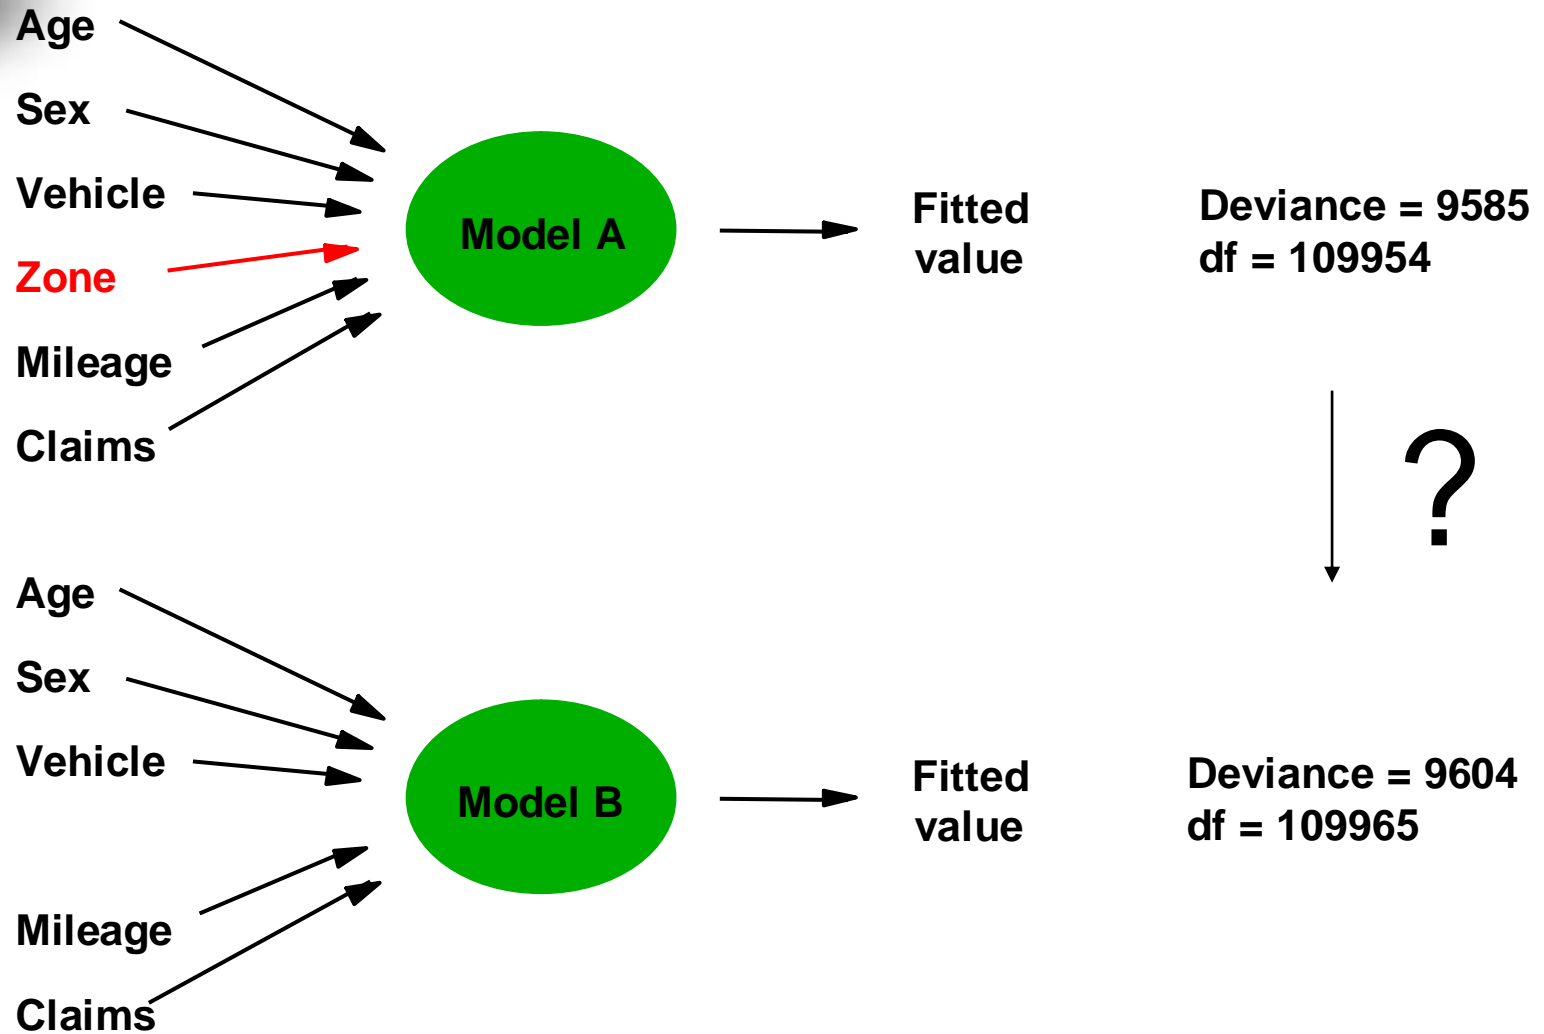 Age
Sex
Vehicle
Zone
Mileage
Claims
Model A
Fitted
value
Deviance = 9585
df = 109954
?
Age
Sex
Vehicle
Mileage
Claims
Model B
Fitted
value
Deviance = 9604
df = 109965